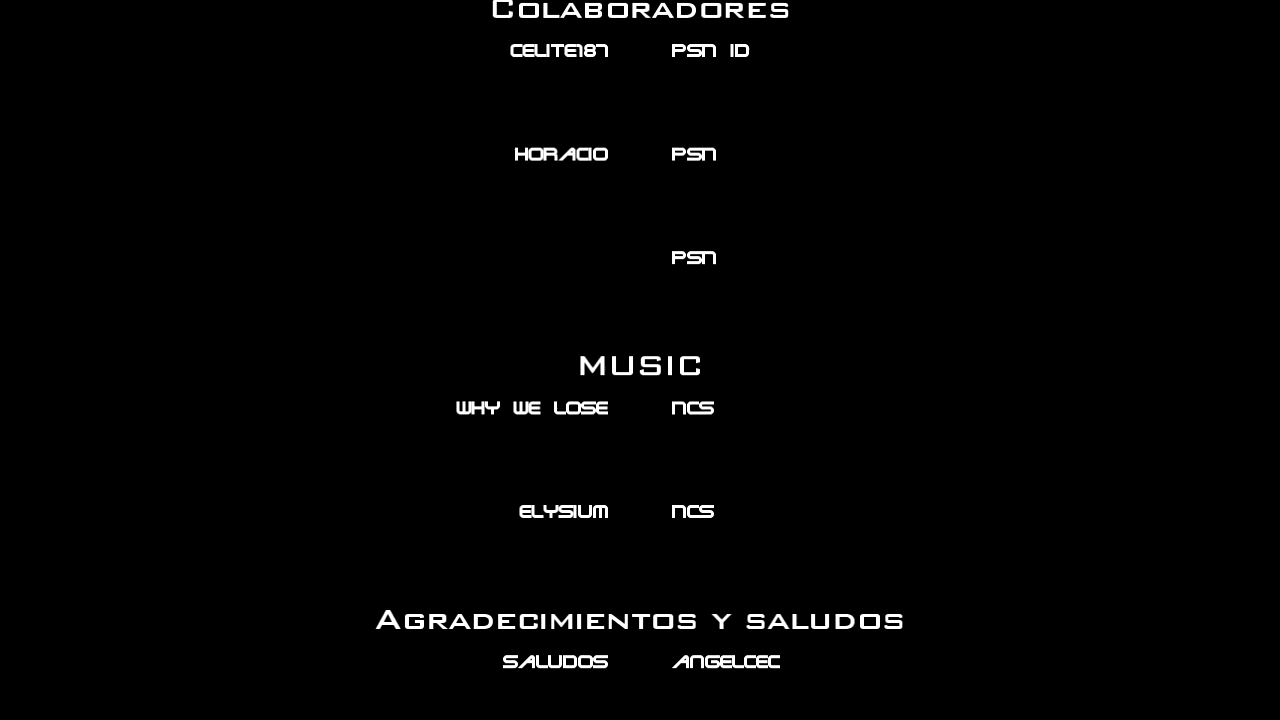 Colaboradores
CELITE187 PSN ID
HORACIO PSN
PSN
MUSIC
WHY WE LOSE NCS
ELYSIUM NCS
Agradecimientos y saludos
SALUDOS ANGELCEC